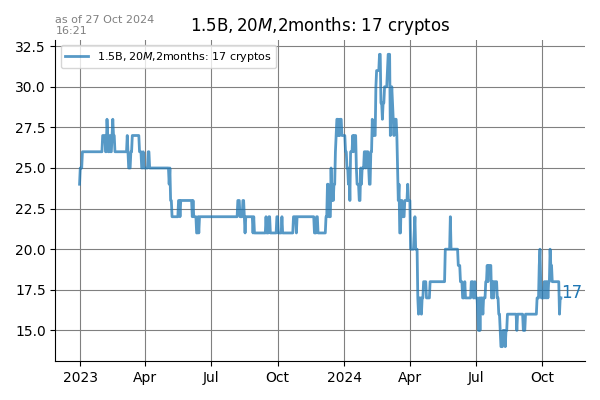 as of 27 Oct 2024
16:21
1.5B, 20M,2months: 17 cryptos
1.5B, 20M,2months: 17 cryptos
32.5
30.0
27.5
25.0
22.5
20.0
17.5
15.0
17
2023
Apr
Jul
Oct
2024
Apr
Jul
Oct